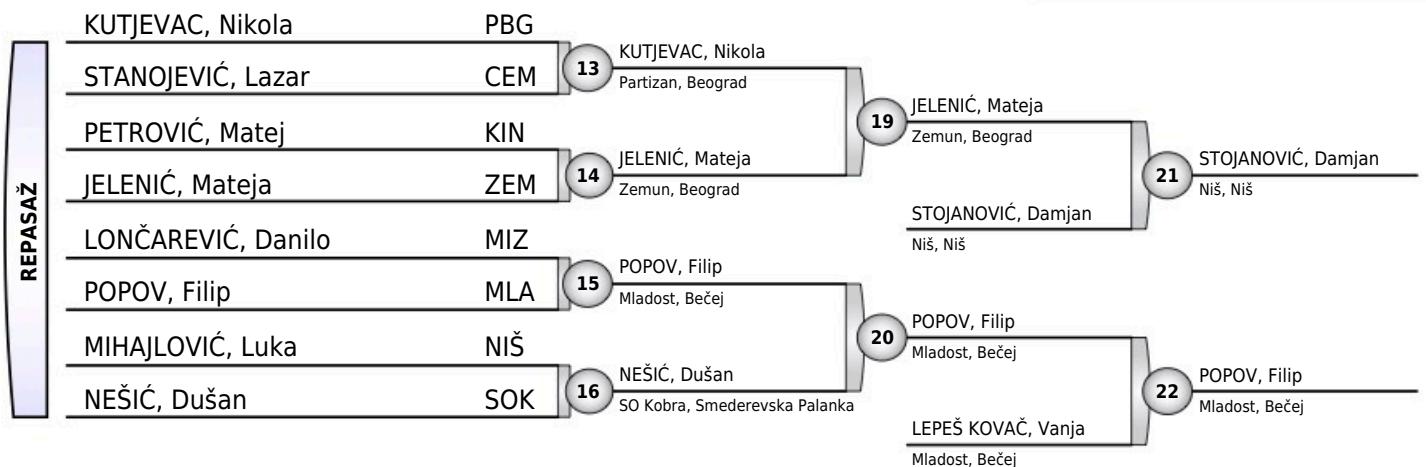 REPASAŽ
KUTJEVAC, Nikola PBG
STANOJEVIĆ, Lazar CEM
PETROVIĆ, Matej KIN
JELENIĆ, Mateja ZEM
LONČAREVIĆ, Danilo MIZ
POPOV, Filip MLA
MIHAJLOVIĆ, Luka NIŠ
NEŠIĆ, Dušan SOK
13
KUTJEVAC, Nikola
Partizan, Beograd
14
JELENIĆ, Mateja
Zemun, Beograd
15
POPOV, Filip
Mladost, Bečej
16
NEŠIĆ, Dušan
SO Kobra, Smederevska Palanka
19
JELENIĆ, Mateja
Zemun, Beograd
STOJANOVIĆ, Damjan
Niš, Niš
20
POPOV, Filip
Mladost, Bečej
LEPEŠ KOVAČ, Vanja
Mladost, Bečej
21
STOJANOVIĆ, Damjan
Niš, Niš
22
POPOV, Filip
Mladost, Bečej